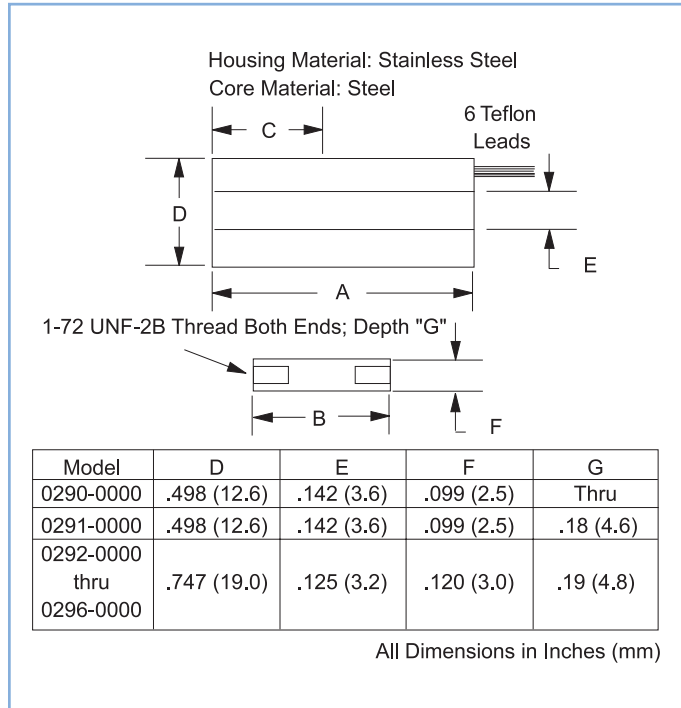 Housing Material: Stainless Steel
Core Material: Steel
6 Teflon
Leads
C
D
E
A
1-72 UNF-2B Thread Both Ends; Depth "G"
B
F
Model D E F G
0290-0000 .498 (12.6) .142 (3.6) .099 (2.5) Thru
0291-0000 .498 (12.6) .142 (3.6) .099 (2.5) .18 (4.6)
0292-0000
thru .747 (19.0) .125 (3.2) .120 (3.0) .19 (4.8)
0296-0000
All Dimensions in Inches (mm)